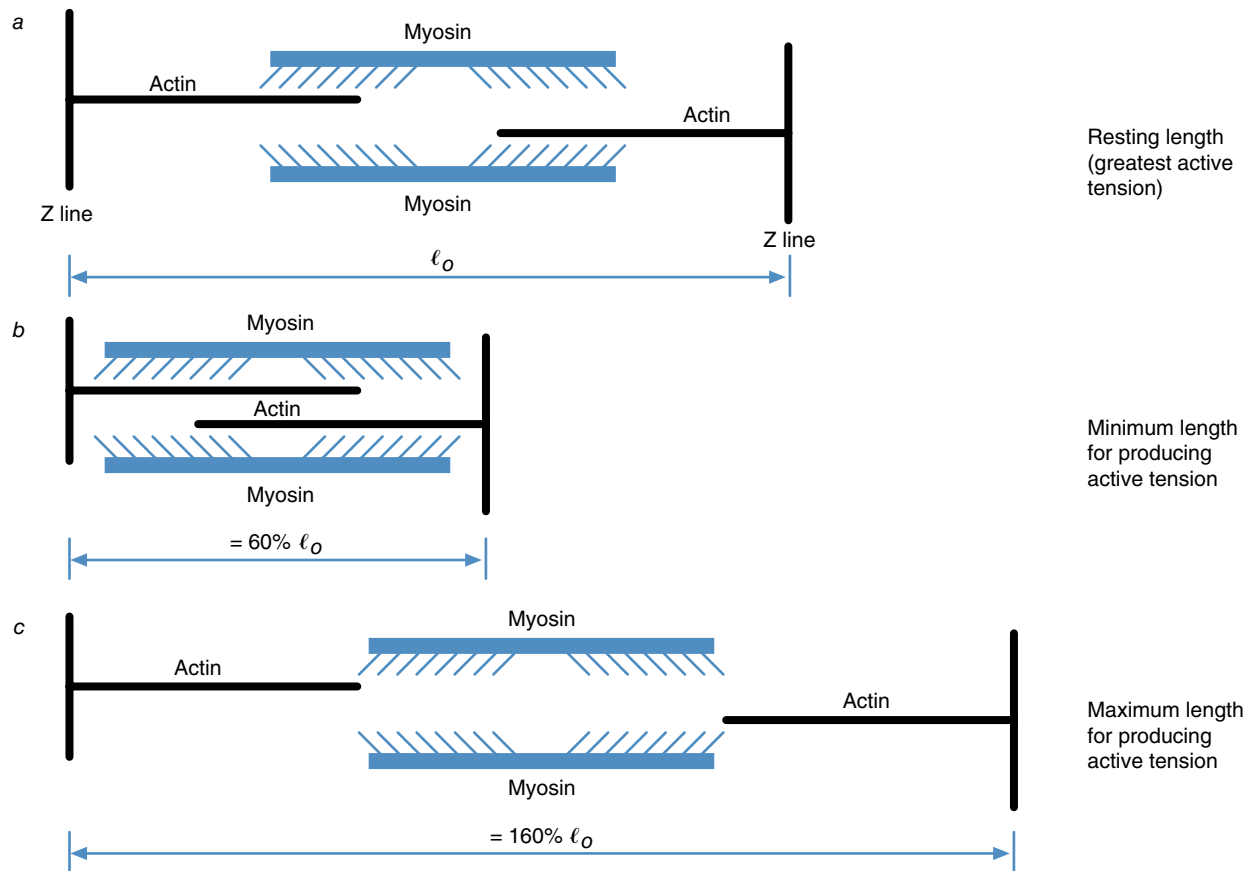 a
Myosin
Actin
Actin
Myosin
Z line
Z line
ℓo
Resting length
(greatest active
tension)
b
Myosin
Actin
Myosin
= 60% ℓo
Minimum length
for producing
active tension
c
Myosin
Actin
Actin
Myosin
= 160% ℓo
Maximum length
for producing
active tension